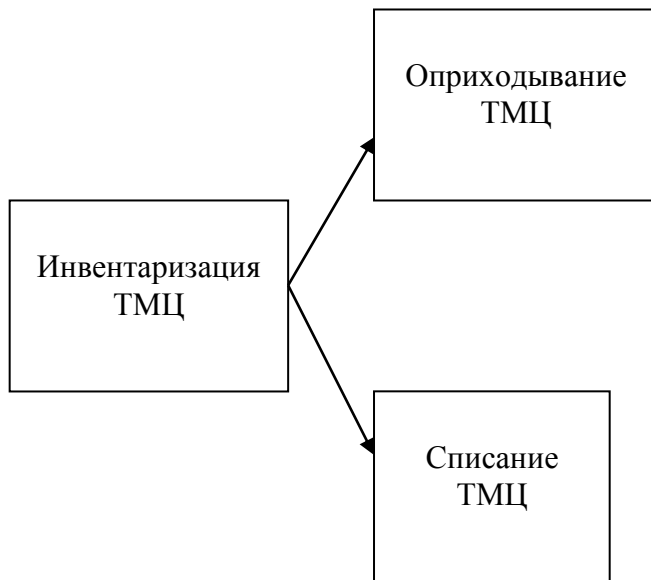 Оприходывание
ТМЦ
Инвентаризация
ТМЦ
Списание
ТМЦ